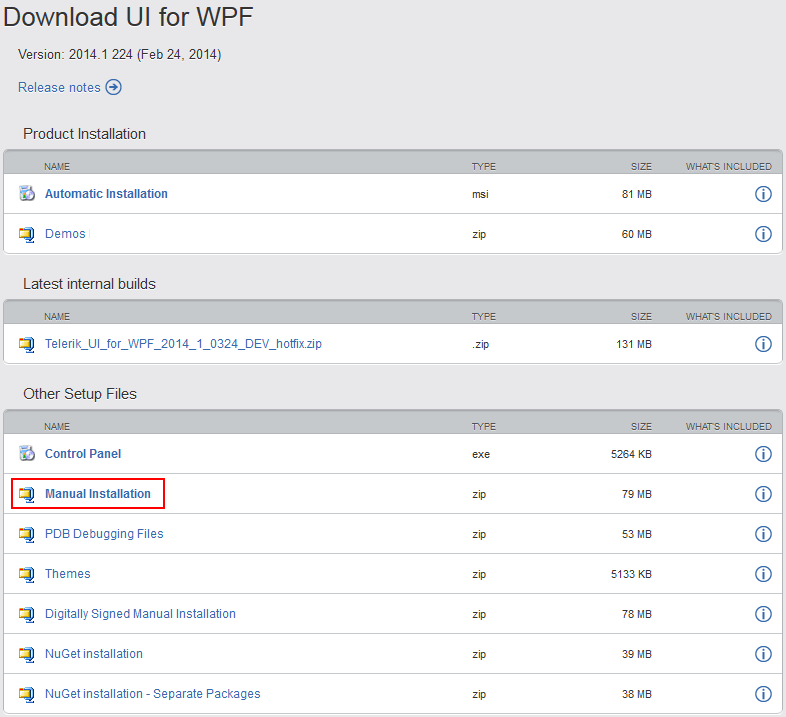 Download UI for WPF
Version: 2014.1 224 (Feb 24, 2014)
Release notes
Product Installation
NAME TYPE SIZE WHAT'S INCLUDED
Automatic Installation msi 81 MB
Demos zip 60 MB
Latest internal builds
NAME TYPE SIZE WHAT'S INCLUDED
Telerik_UI_for_WPF_2014_1_0324_DEV_hotfix.zip .zip 131 MB
Other Setup Files
NAME TYPE SIZE WHAT'S INCLUDED
Control Panel exe 5264 KB
Manual Installation zip 79 MB
PDB Debugging Files zip 53 MB
Themes zip 5133 KB
Digitally Signed Manual Installation zip 78 MB
NuGet installation zip 39 MB
NuGet installation - Separate Packages zip 38 MB